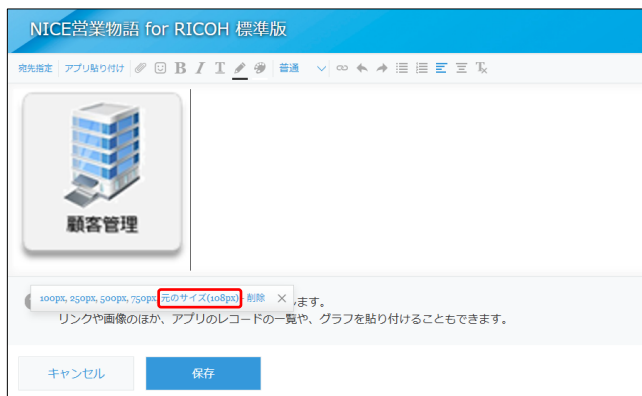 NICE営業物語 for RICOH 標準版
宛先指定 アプリ貼り付け B I T 普通
顧客管理
100px, 250px, 500px, 750px, 元のサイズ(108px) - 削除 ×
ます。
リンクや画像のほか、アプリのレコードの一覧や、グラフを貼り付けることもできます。
キャンセル 保存